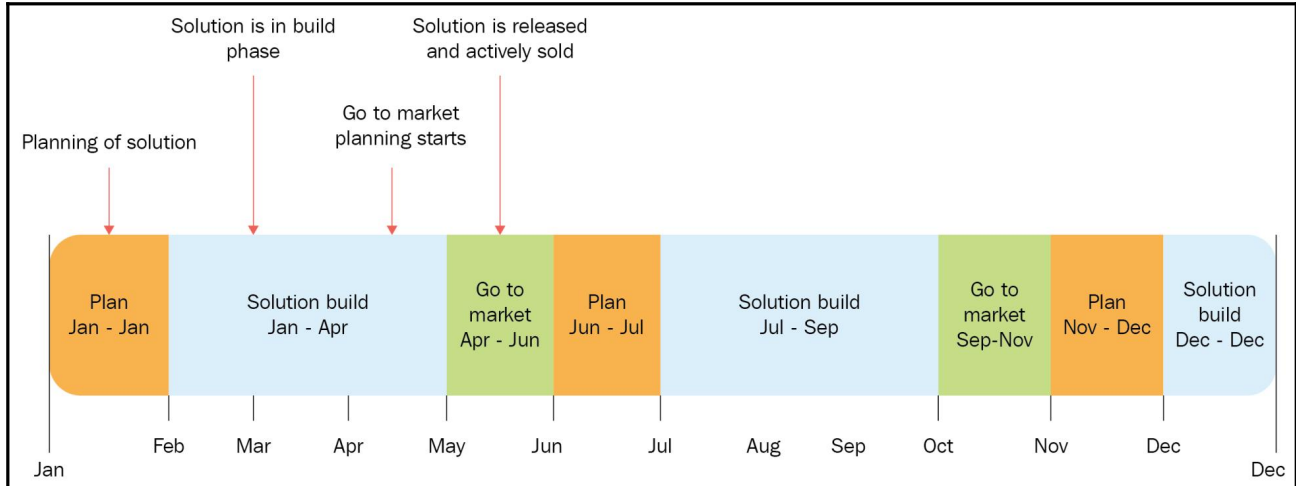 Solution is in build
phase
Solution is released
and actively sold
Go to market
planning starts
Planning of solution
Plan
Jan - Jan
Solution build
Jan - Apr
Go to
market
Apr - Jun
Plan
Jun - Jul
Solution build
Jul - Sep
Go to
market
Sep-Nov
Plan
Nov - Dec
Solution
build
Dec - Dec
Jan
Feb
Mar
Apr
May
Jun
Jul
Aug
Sep
Oct
Nov
Dec
Dec